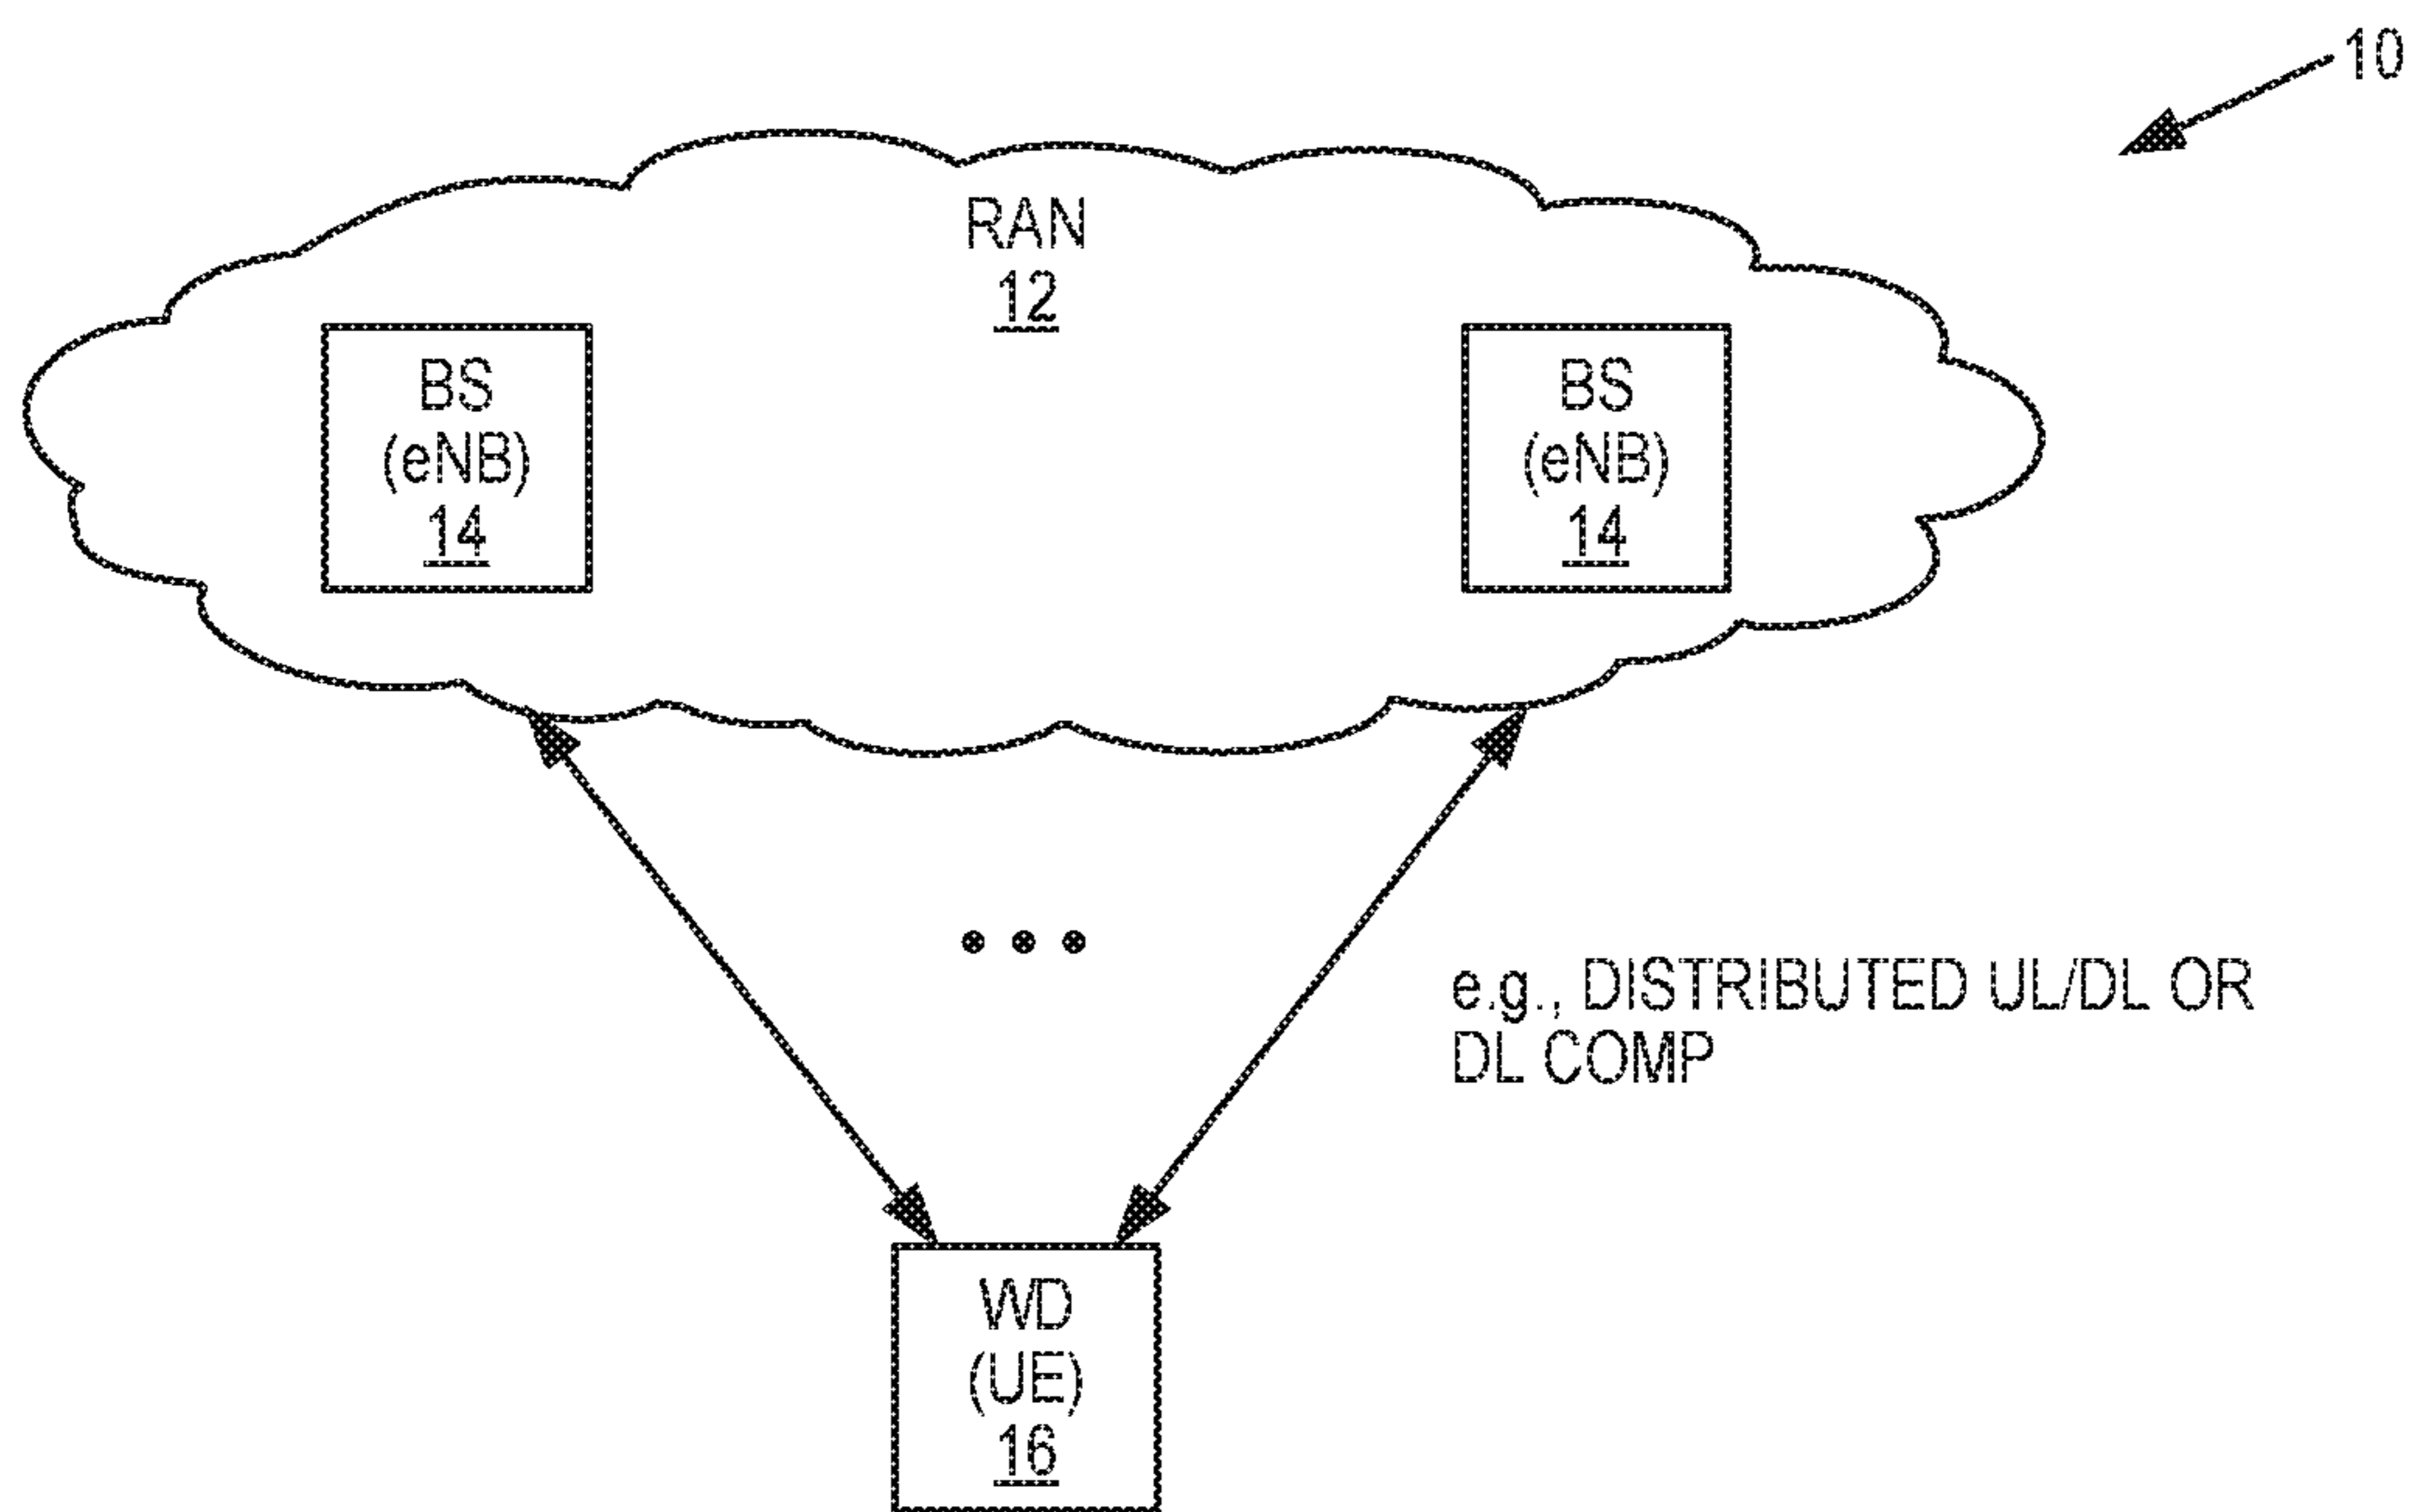 10
RAN
12
BS
(eNB)
14
BS
(eNB)
14
e.g., DISTRIBUTED UL/DL OR
DL COMP
WD
(UE)
16